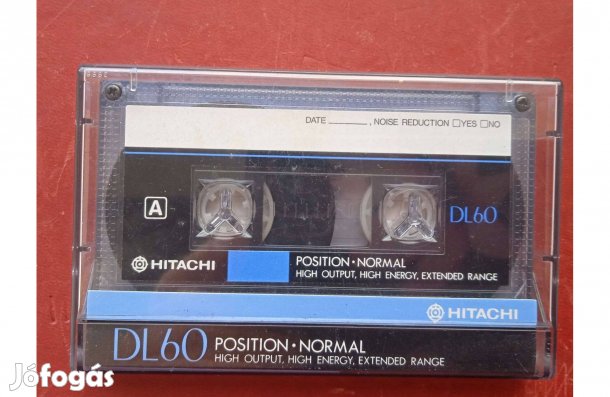 DATE ________, NOISE REDUCTION □YES □NO
A
DL60
HITACHI
POSITION•NORMAL
HIGH OUTPUT, HIGH ENERGY, EXTENDED RANGE
HITACHI
DL60 POSITION•NORMAL
HIGH OUTPUT, HIGH ENERGY, EXTENDED RANGE
Jófogás